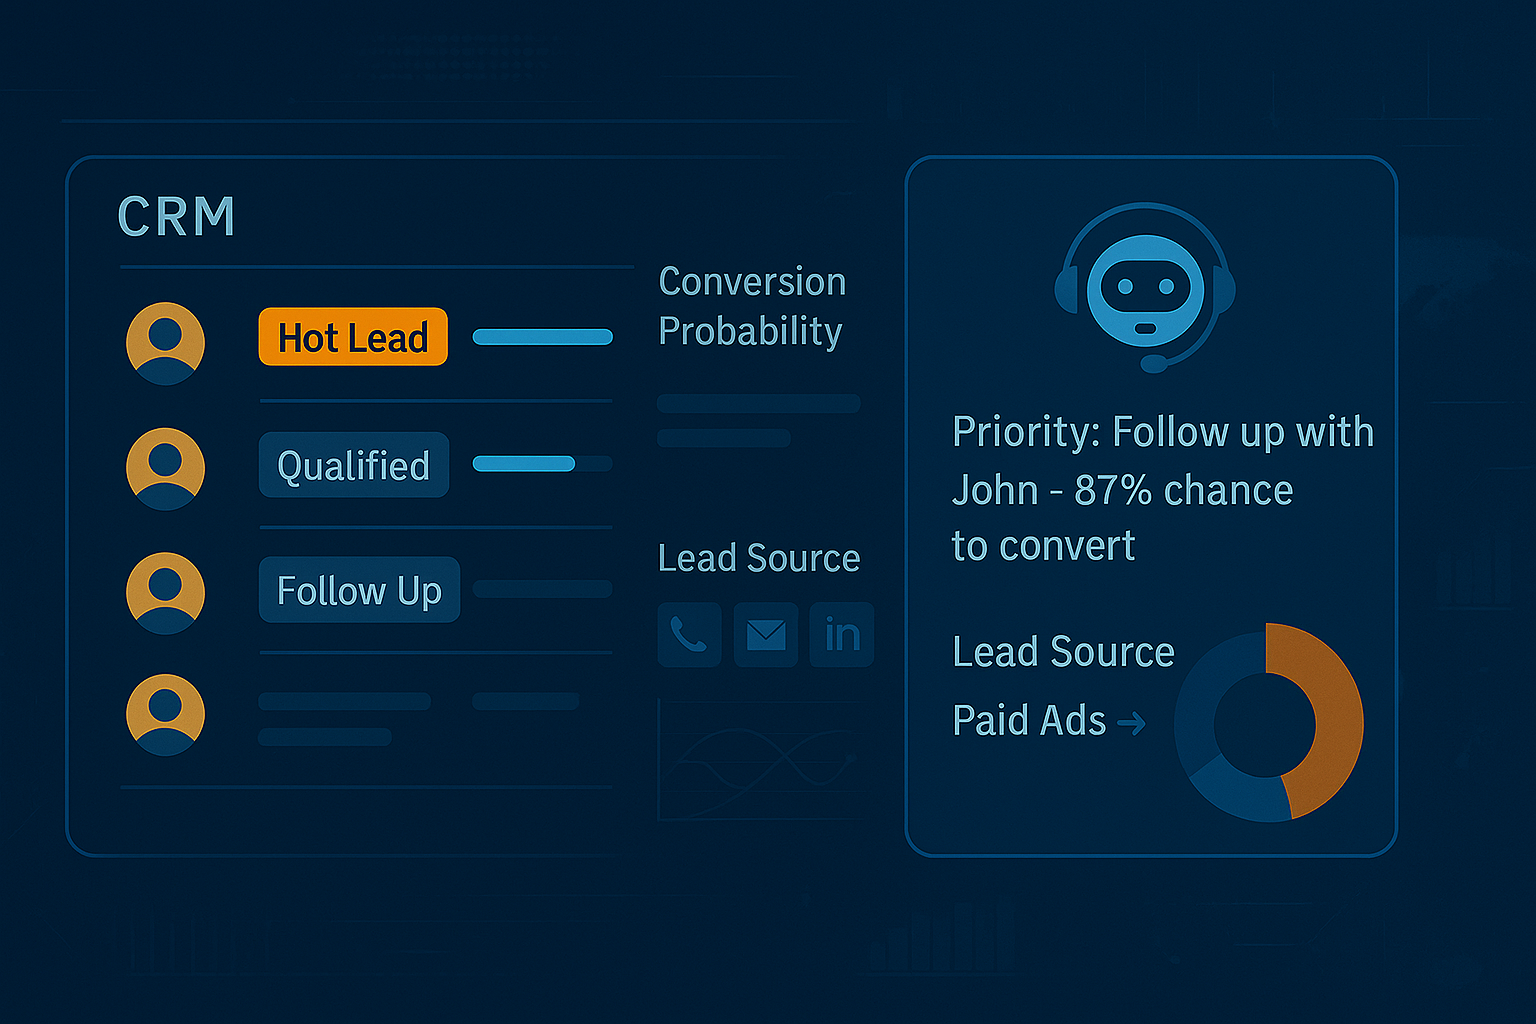 CRM
Hot Lead
Qualified
Follow Up
Conversion
Probability
Lead Source
in
Priority: Follow up with
John - 87% chance
to convert
Lead Source
Paid Ads →